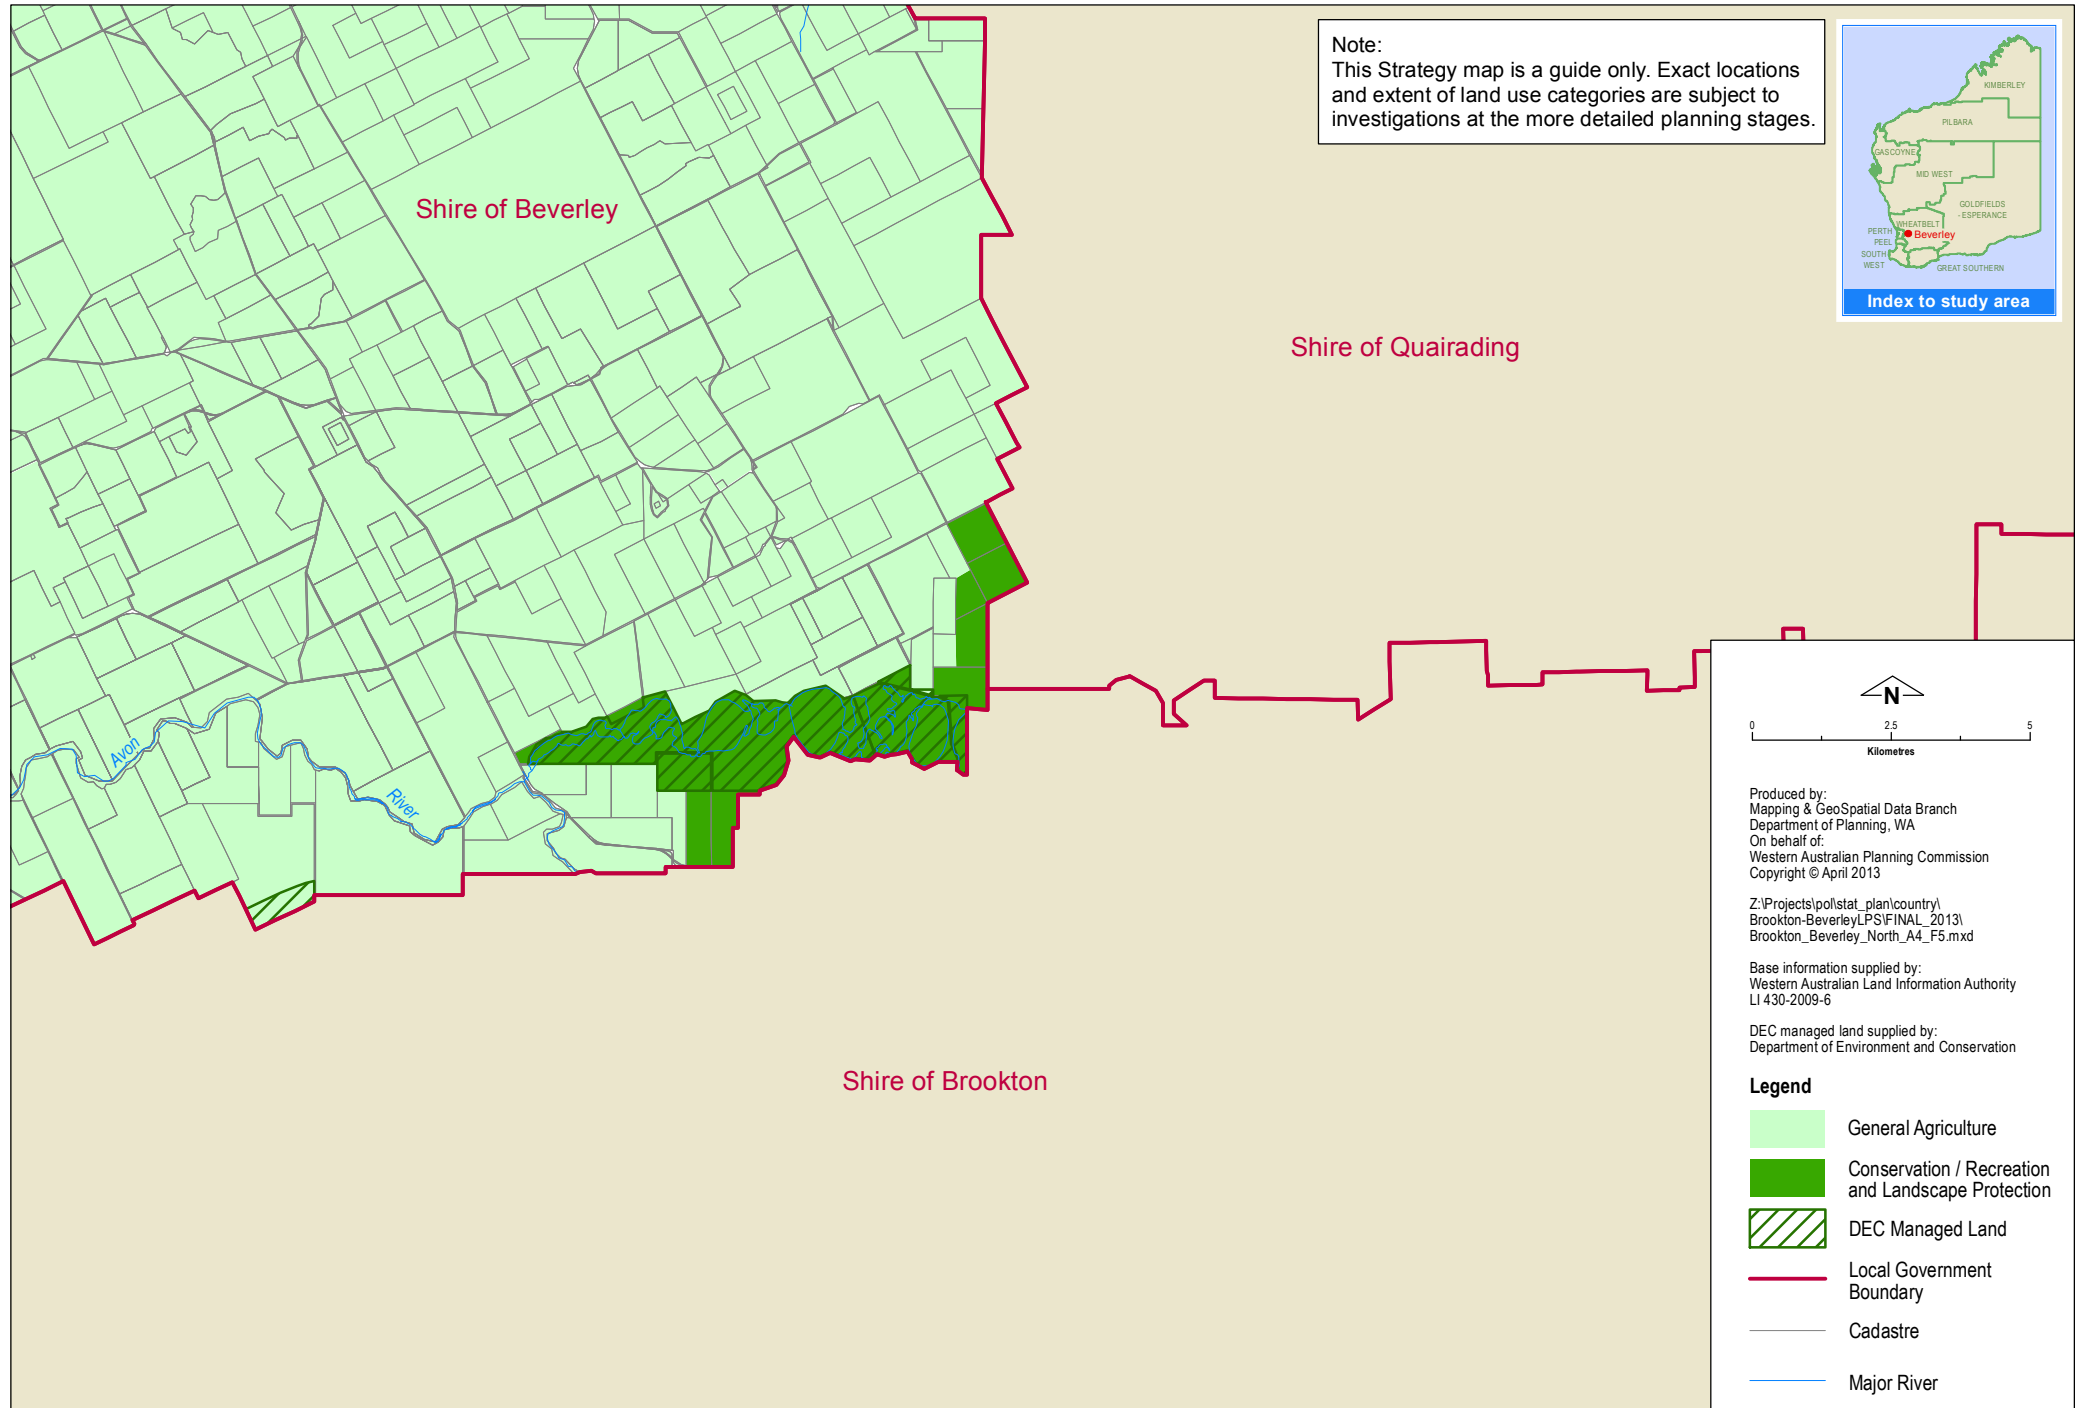 Note:
This Strategy map is a guide only. Exact locations
and extent of land use categories are subject to
investigations at the more detailed planning stages.
KIMBERLEY
PILBARA
GASCOYNE
MID WEST
GOLDFIELDS
- ESPERANCE
WHEATBELT
PERTH
Beverley
PEEL
SOUTH
WEST
GREAT SOUTHERN
Index to study area
Shire of Beverley
Shire of Quairading
Avon
River
Shire of Brookton
N
0 2.5 5
Kilometres
Produced by:
Mapping & GeoSpatial Data Branch
Department of Planning, WA
On behalf of:
Western Australian Planning Commission
Copyright © April 2013
Z:\Projects\pol\stat_plan\country\
Brookton-BeverleyLPS\FINAL_2013\
Brookton_Beverley_North_A4_F5.mxd
Base information supplied by:
Western Australian Land Information Authority
LI 430-2009-6
DEC managed land supplied by:
Department of Environment and Conservation
Legend
General Agriculture
Conservation / Recreation
and Landscape Protection
DEC Managed Land
Local Government
Boundary
Cadastre
Major River